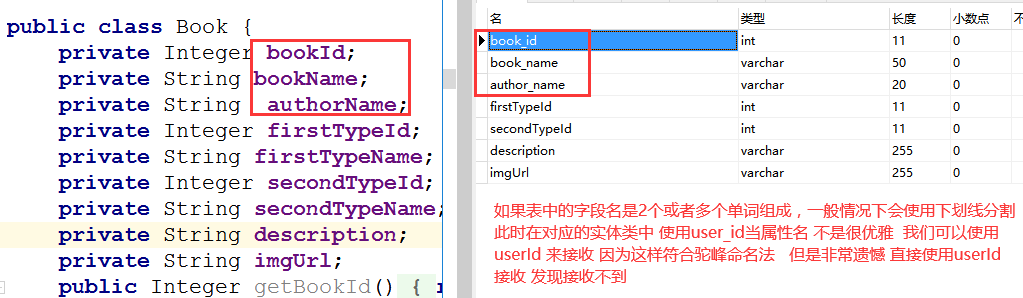 public class Book {
private Integer bookId;
private String bookName;
private String authorName;
private Integer firstTypeId;
private String firstTypeName;
private Integer secondTypeId;
private String secondTypeName;
private String description;
private String imgUrl;
public Integer getBookId() {
名 类型 长度 小数点
book_id int 11 0
book_name varchar 50 0
author_name varchar 20 0
firstTypeId int 11 0
secondTypeId int 11 0
description varchar 255 0
imgUrl varchar 255 0
如果表中的字段名是2个或者多个单词组成，一般情况下会使用下划线分割
此时在对应的实体类中 使用user_id当属性名 不是很优雅 我们可以使用
userId 来接收 因为这样符合驼峰命名法 但是非常遗憾 直接使用userId
接收 发现接收不到